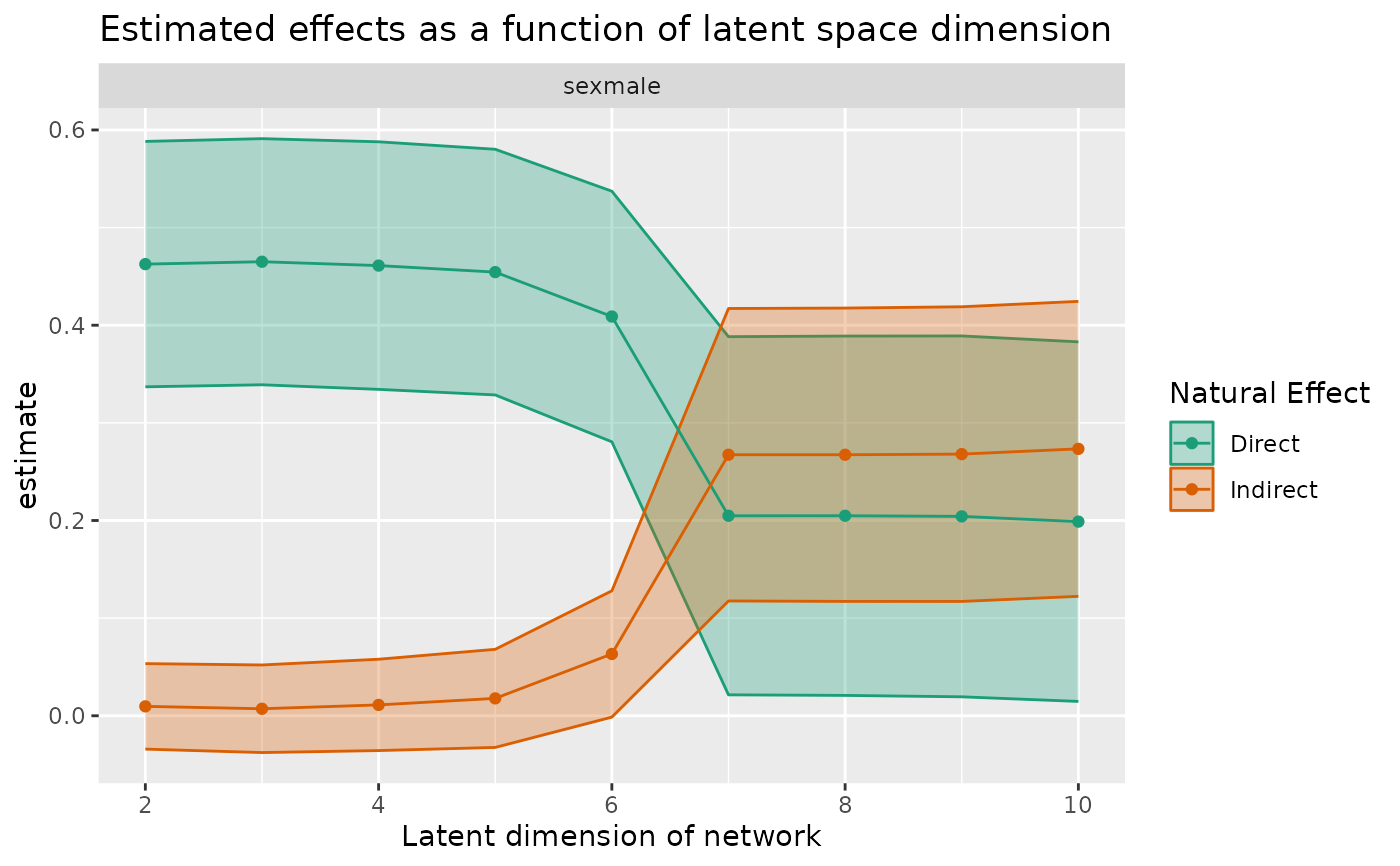 Estimated effects as a function of latent space dimension
sexmale
0.6
0.4
0.2
0.0
estimate
2 4 6 8 10
Latent dimension of network
Natural Effect
Direct
Indirect